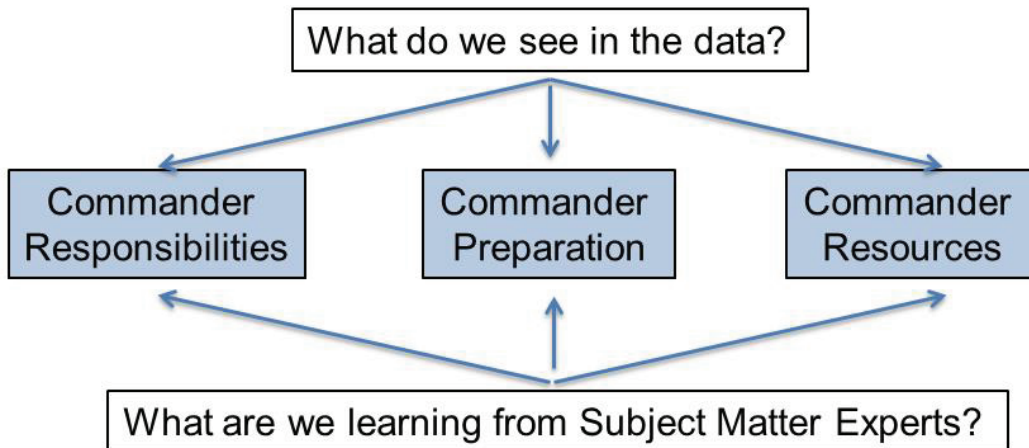 What do we see in the data?
Commander
Responsibilities
Commander
Preparation
Commander
Resources
What are we learning from Subject Matter Experts?